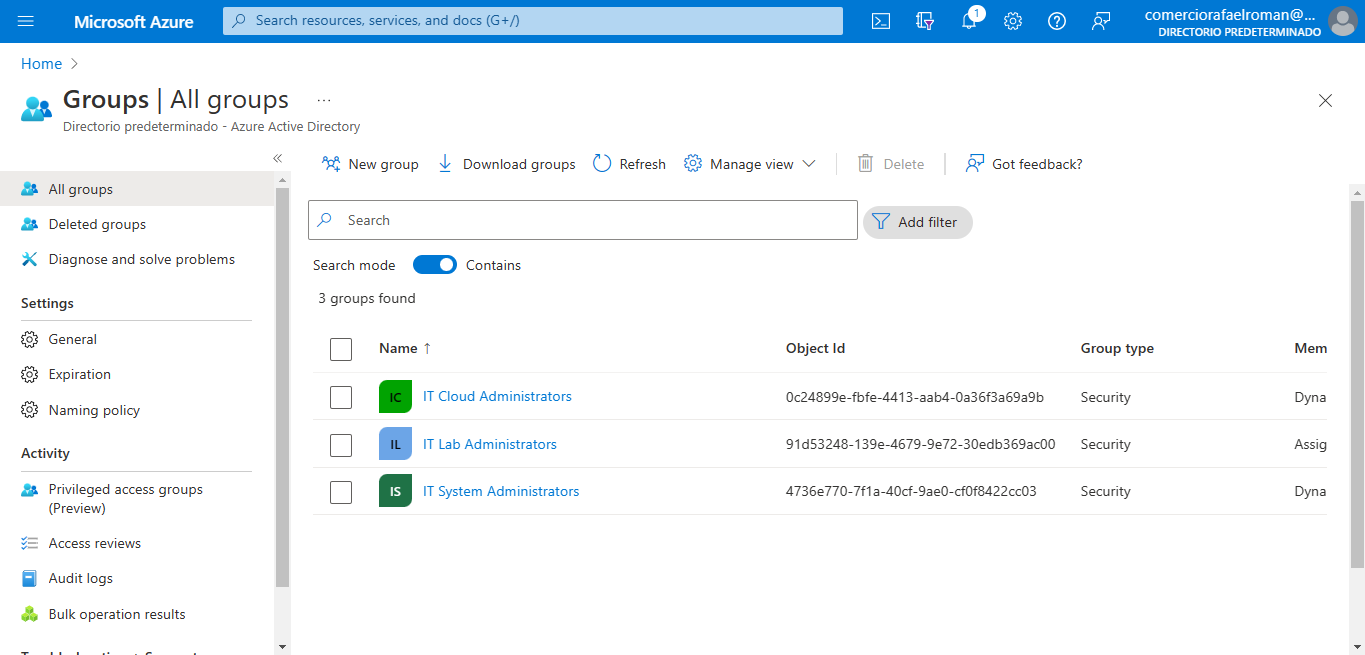 Microsoft Azure
Search resources, services, and docs (G+/)
1
comerciorafaelroman@...
DIRECTORIO PREDETERMINADO
Home
Groups | All groups ...
Directorio predeterminado - Azure Active Directory
All groups
Deleted groups
Diagnose and solve problems
Settings
General
Expiration
Naming policy
Activity
Privileged access groups
(Preview)
Access reviews
Audit logs
Bulk operation results
New group
Download groups
Refresh
Manage view
Delete
Got feedback?
Search
Add filter
Search mode
Contains
3 groups found
Name ↑ Object Id Group type Mem
IC IT Cloud Administrators 0c24899e-fbfe-4413-aab4-0a36f3a69a9b Security Dyna
IL IT Lab Administrators 91d53248-139e-4679-9e72-30edb369ac00 Security Assig
IS IT System Administrators 4736e770-7f1a-40cf-9ae0-cf0f8422cc03 Security Dyna